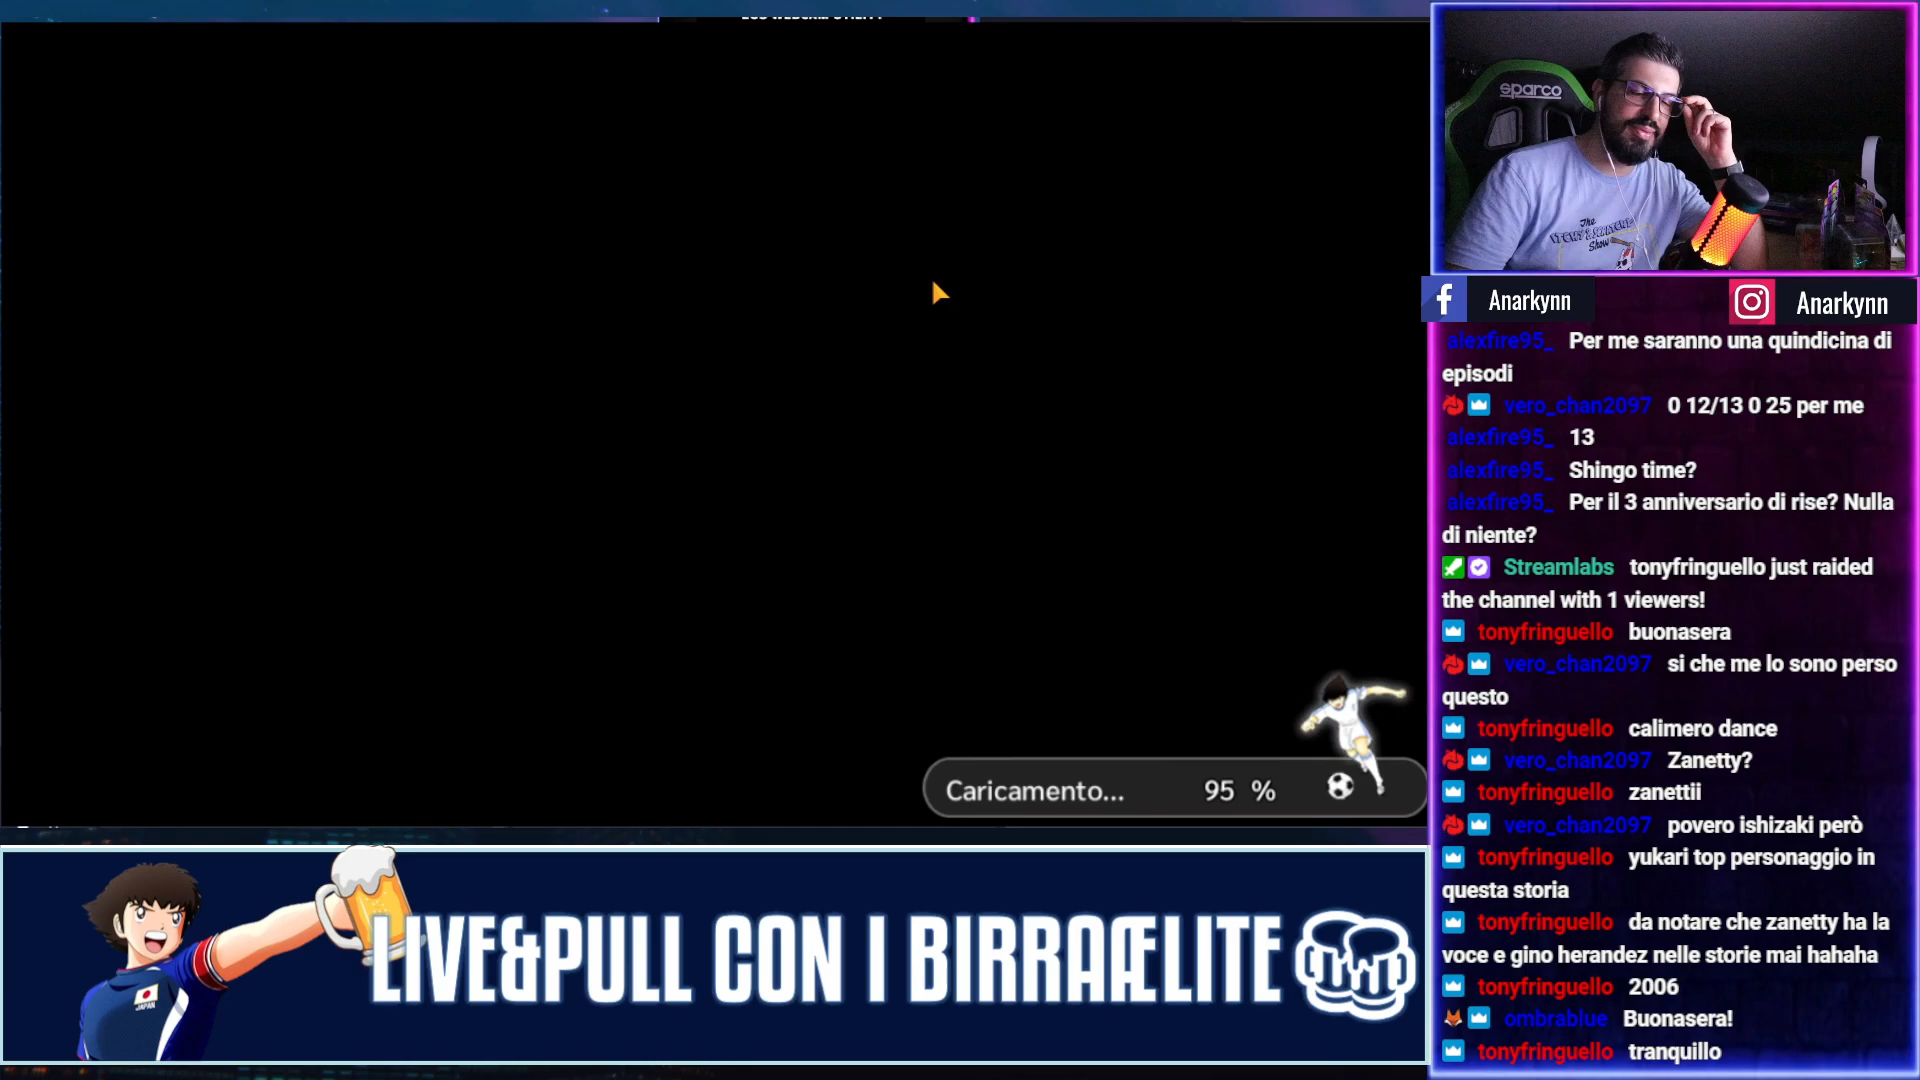 sparco
The
Show
Anarkynn
Anarkynn
alexfire95_ Per me saranno una quindicina di
episodi
vero_chan2097 0 12/13 0 25 per me
alexfire95_ 13
alexfire95_ Shingo time?
alexfire95_ Per il 3 anniversario di rise? Nulla
di niente?
Streamlabs tonyfringuello just raided
the channel with 1 viewers!
tonyfringuello buonasera
vero_chan2097 si che me lo sono perso
questo
tonyfringuello calimero dance
vero_chan2097 Zanetty?
tonyfringuello zanettii
vero_chan2097 povero ishizaki però
tonyfringuello yukari top personaggio in
questa storia
tonyfringuello da notare che zanetty ha la
voce e gino herandez nelle storie mai hahaha
tonyfringuello 2006
ombrablue Buonasera!
tonyfringuello tranquillo
Caricamento... 95 %
JAPAN
LIVE&PULL CON I BIRRAÆLITE